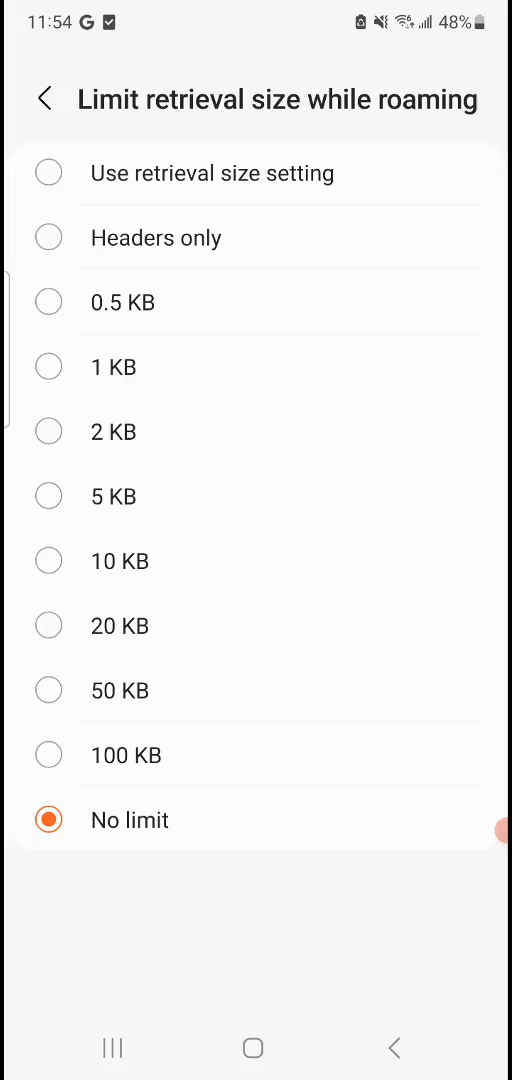 11:54 G 48%
Limit retrieval size while roaming
Use retrieval size setting
Headers only
0.5 KB
1 KB
2 KB
5 KB
10 KB
20 KB
50 KB
100 KB
No limit